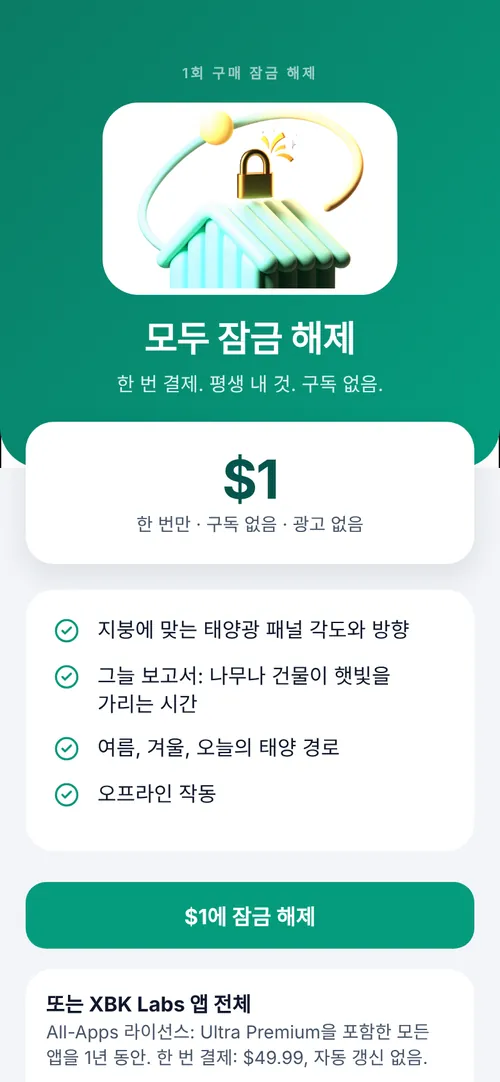 1회 구매 잠금 해제
모두 잠금 해제
한 번 결제. 평생 내 것. 구독 없음.
$1
한 번만 · 구독 없음 · 광고 없음
지붕에 맞는 태양광 패널 각도와 방향
그늘 보고서: 나무나 건물이 햇빛을
가리는 시간
여름, 겨울, 오늘의 태양 경로
오프라인 작동
$1에 잠금 해제
또는 XBK Labs 앱 전체
All-Apps 라이선스: Ultra Premium을 포함한 모든
앱을 1년 동안. 한 번 결제: $49.99, 자동 갱신 없음.